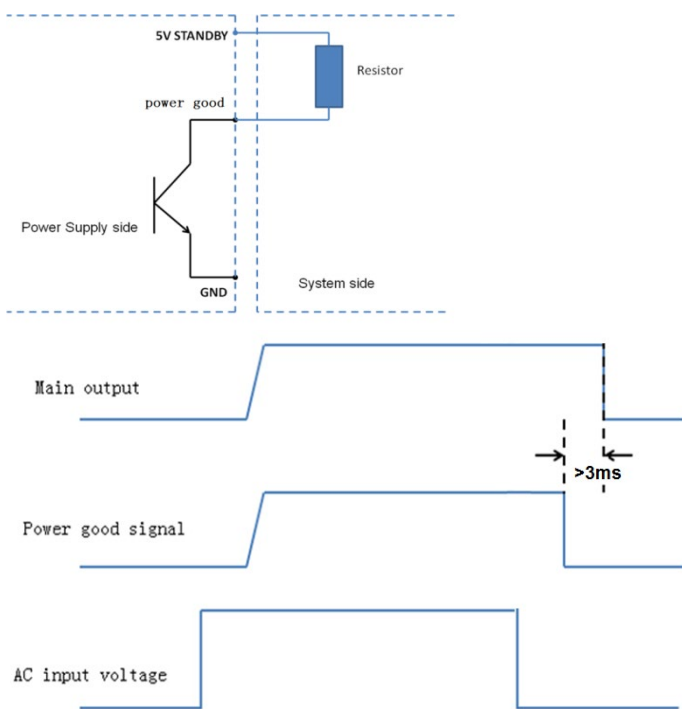 5V STANDBY
Resistor
power good
Power Supply side
GND
System side
Main output
>3ms
Power good signal
AC input voltage